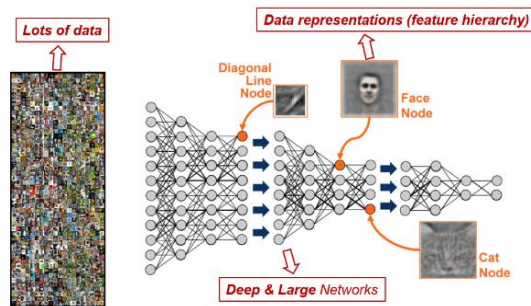 Lots of data
Data representations (feature hierarchy)
Diagonal
Line
Node
Face
Node
Cat
Node
Deep & Large Networks